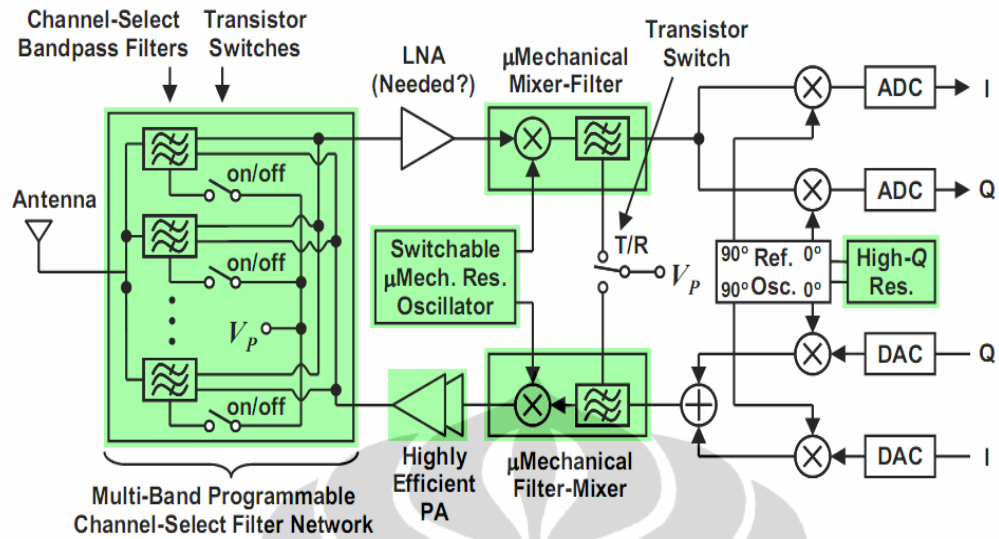 Channel-Select
Bandpass Filters
Transistor
Switches
LNA
(Needed?)
μMechanical
Mixer-Filter
Transistor
Switch
ADC
I
on/off
Antenna
ADC
Q
T/R
on/off
Switchable
μMech. Res.
Oscillator
V_P
90° Ref. 0°
90° Osc. 0°
High-Q
Res.
V_P
DAC
Q
on/off
DAC
I
Highly
Efficient
PA
μMechanical
Filter-Mixer
Multi-Band Programmable
Channel-Select Filter Network